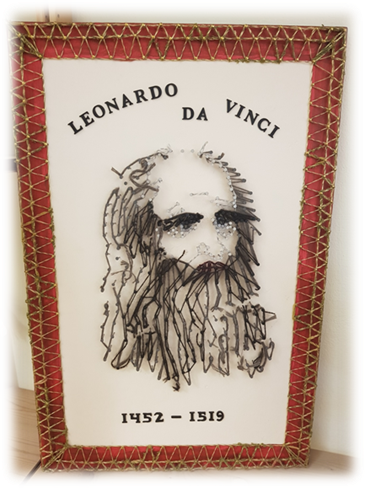 LEONARDO
DA VINCI
1452 – 1519